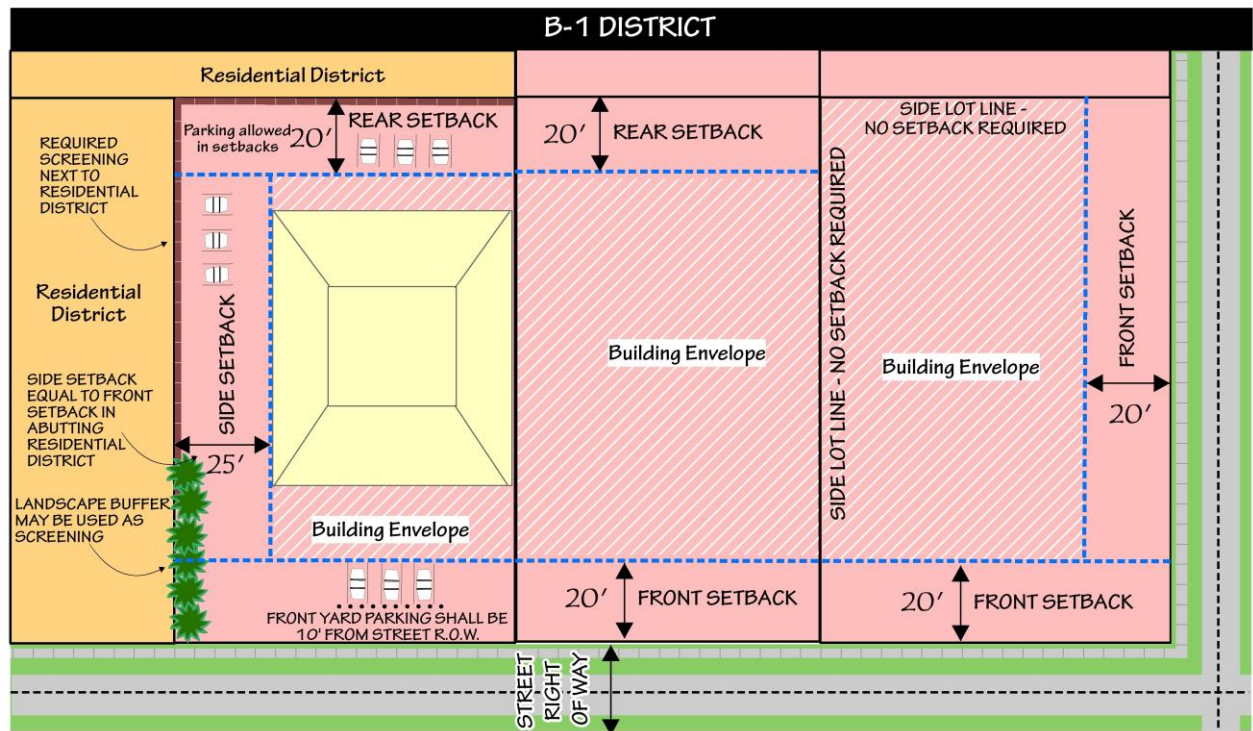 B-1 DISTRICT
Residential District
REQUIRED
SCREENING
NEXT TO
RESIDENTIAL
DISTRICT
Residential
District
SIDE SETBACK
EQUAL TO FRONT
SETBACK IN
ABUTTING
RESIDENTIAL
DISTRICT
LANDSCAPE BUFFER
MAY BE USED AS
SCREENING
Parking allowed
in setbacks
20'
REAR SETBACK
SIDE SETBACK
25'
Building Envelope
FRONT YARD PARKING SHALL BE
10' FROM STREET R.O.W.
20'
REAR SETBACK
Building Envelope
20'
FRONT SETBACK
SIDE LOT LINE -
NO SETBACK REQUIRED
SIDE LOT LINE - NO SETBACK REQUIRED
Building Envelope
FRONT SETBACK
20'
20'
FRONT SETBACK
STREET
RIGHT
OF WAY